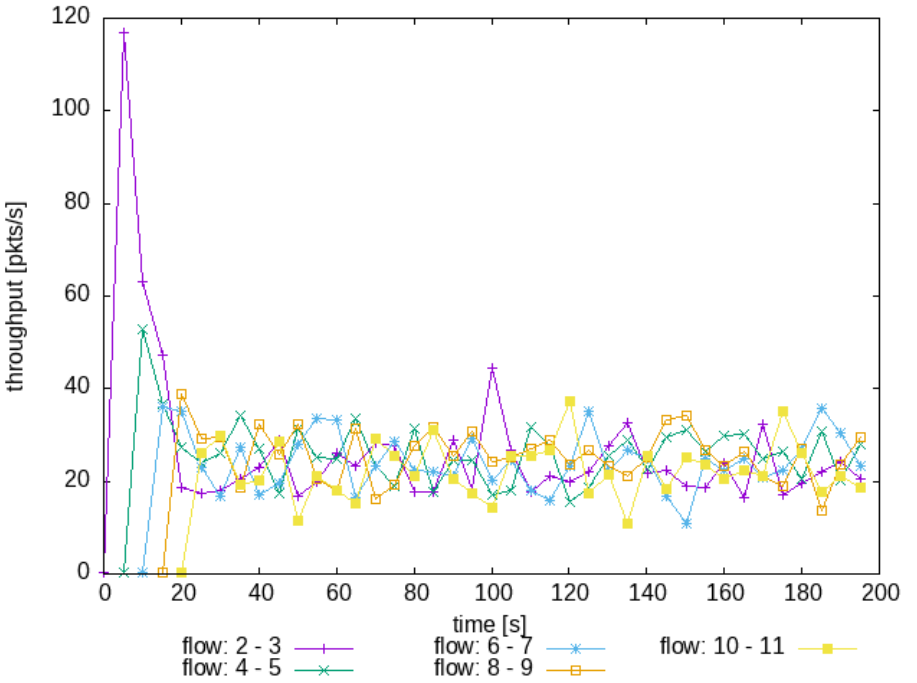 120
100
80
60
40
20
0
throughput [pkts/s]
0 20 40 60 80 100 120 140 160 180 200
time [s]
flow: 2 - 3 flow: 6 - 7 flow: 10 - 11
flow: 4 - 5 flow: 8 - 9